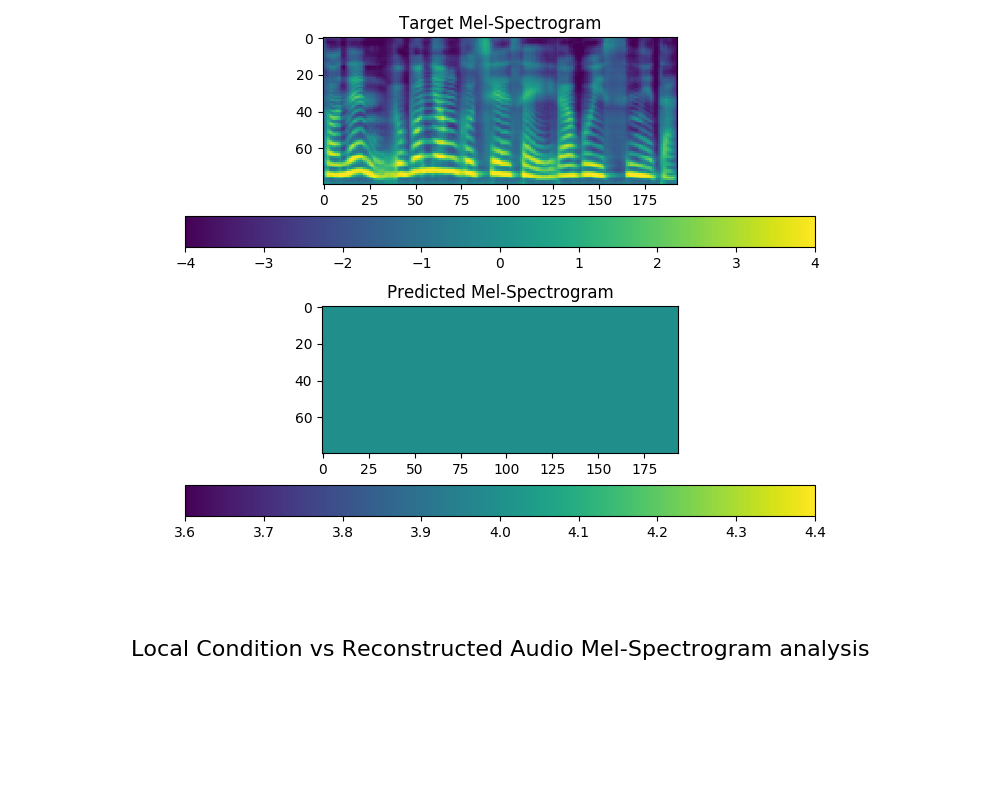 Target Mel-Spectrogram
0
20
40
60
0 25 50 75 100 125 150 175
−4 −3 −2 −1 0 1 2 3 4
Predicted Mel-Spectrogram
0
20
40
60
0 25 50 75 100 125 150 175
3.6 3.7 3.8 3.9 4.0 4.1 4.2 4.3 4.4
Local Condition vs Reconstructed Audio Mel-Spectrogram analysis